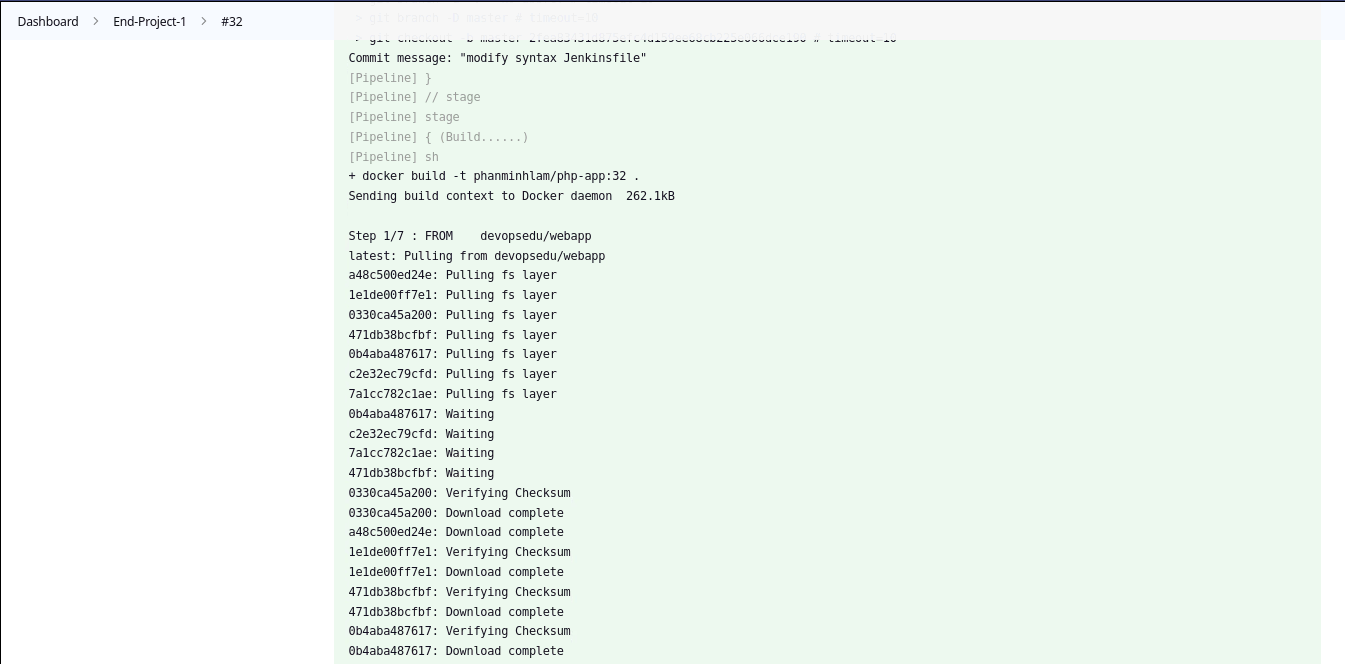 Dashboard > End-Project-1 > #32
> git branch -D master # timeout=10
Commit message: "modify syntax Jenkinsfile"
[Pipeline] }
[Pipeline] // stage
[Pipeline] stage
[Pipeline] { (Build......)
[Pipeline] sh
+ docker build -t phanminhlam/php-app:32 .
Sending build context to Docker daemon  262.1kB
Step 1/7 : FROM    devopsedu/webapp
latest: Pulling from devopsedu/webapp
a48c500ed24e: Pulling fs layer
1e1de00ff7e1: Pulling fs layer
0330ca45a200: Pulling fs layer
471db38bcfbf: Pulling fs layer
0b4aba487617: Pulling fs layer
c2e32ec79cfd: Pulling fs layer
7a1cc782c1ae: Pulling fs layer
0b4aba487617: Waiting
c2e32ec79cfd: Waiting
7a1cc782c1ae: Waiting
471db38bcfbf: Waiting
0330ca45a200: Verifying Checksum
0330ca45a200: Download complete
a48c500ed24e: Download complete
1e1de00ff7e1: Verifying Checksum
1e1de00ff7e1: Download complete
471db38bcfbf: Verifying Checksum
471db38bcfbf: Download complete
0b4aba487617: Verifying Checksum
0b4aba487617: Download complete